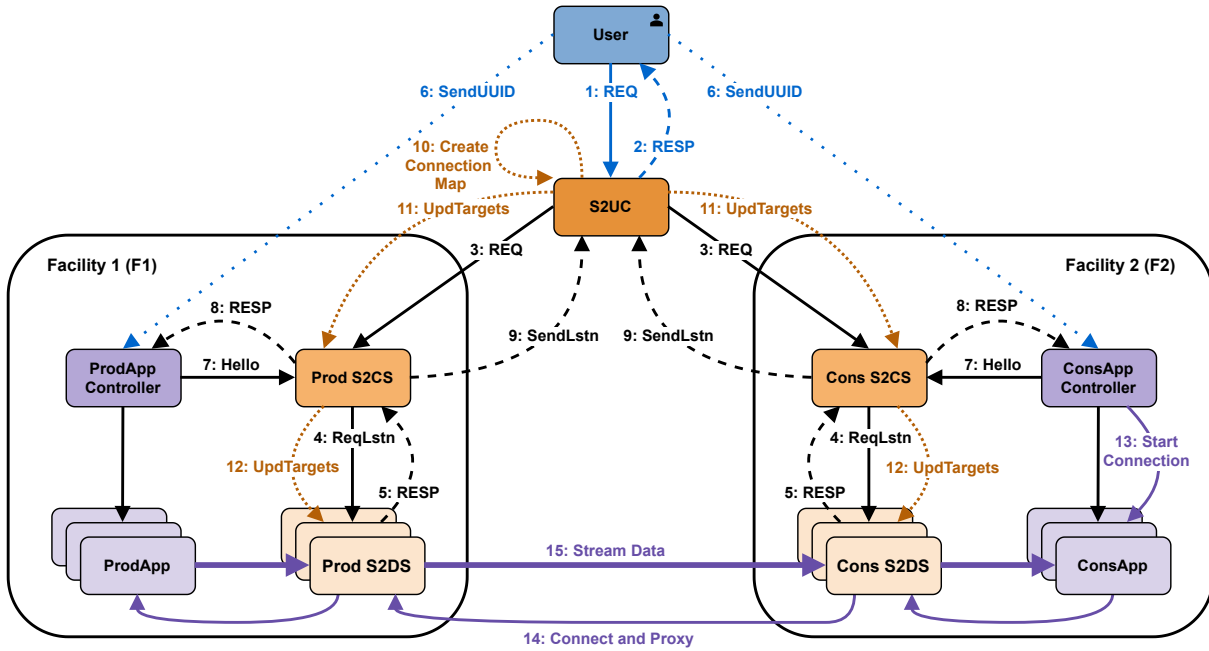 User
6: SendUUID
1: REQ
6: SendUUID
10: Create
Connection
Map
2: RESP
S2UC
11: UpdTargets
11: UpdTargets
3: REQ
3: REQ
Facility 1 (F1)
Facility 2 (F2)
8: RESP
8: RESP
9: SendLstn
9: SendLstn
ProdApp
Controller
7: Hello
Prod S2CS
Cons S2CS
7: Hello
ConsApp
Controller
4: ReqLstn
4: ReqLstn
13: Start
Connection
12: UpdTargets
12: UpdTargets
5: RESP
5: RESP
15: Stream Data
ProdApp
Prod S2DS
Cons S2DS
ConsApp
14: Connect and Proxy